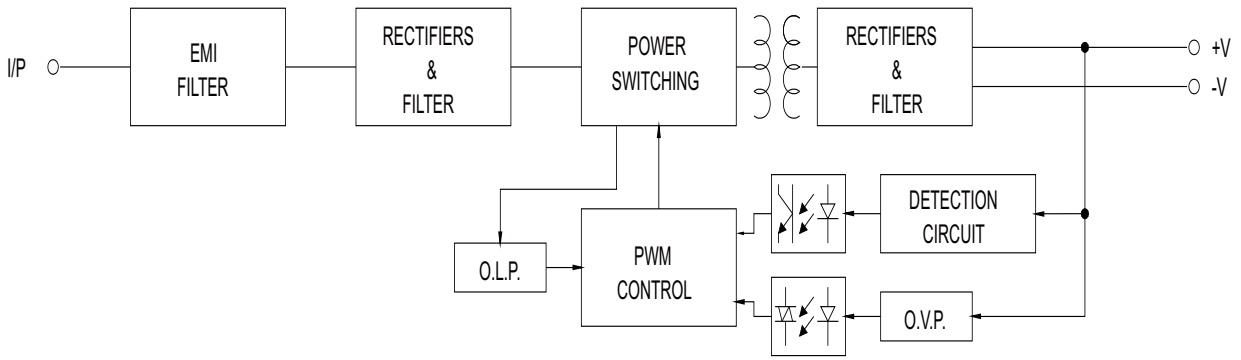 I/P
EMI
FILTER
RECTIFIERS
&
FILTER
POWER
SWITCHING
RECTIFIERS
&
FILTER
+V
-V
O.L.P.
PWM
CONTROL
DETECTION
CIRCUIT
O.V.P.